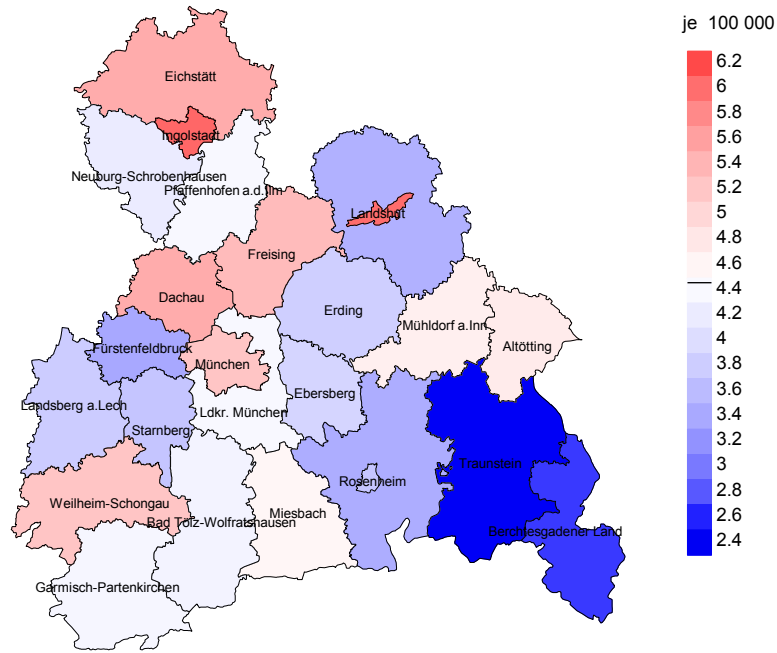 je 100 000
6.2
6
5.8
5.6
5.4
5.2
5
4.8
4.6
4.4
4.2
4
3.8
3.6
3.4
3.2
3
2.8
2.6
2.4
Eichstätt
Ingolstadt
Neuburg-Schrobenhausen
Pfaffenhofen a.d.Ilm
Landshut
Freising
Dachau
Erding
Mühldorf a.Inn
Altötting
Fürstenfeldbruck
München
Ebersberg
Landsberg a.Lech
Ldkr. München
Starnberg
Traunstein
Rosenheim
Weilheim-Schongau
Miesbach
Bad Tölz-Wolfratshausen
Berchtesgadener Land
Garmisch-Partenkirchen